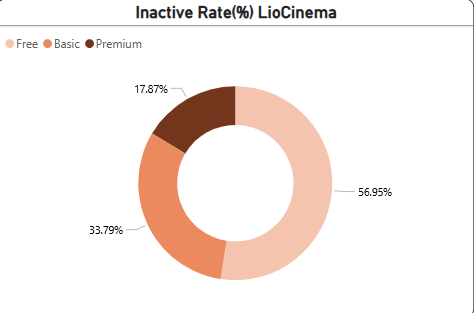 Inactive Rate(%) LioCinema
Free Basic Premium
17.87%
56.95%
33.79%